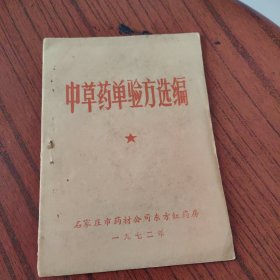 中草药单验方选编
石家庄市药材公司东方红药房
一九七二年